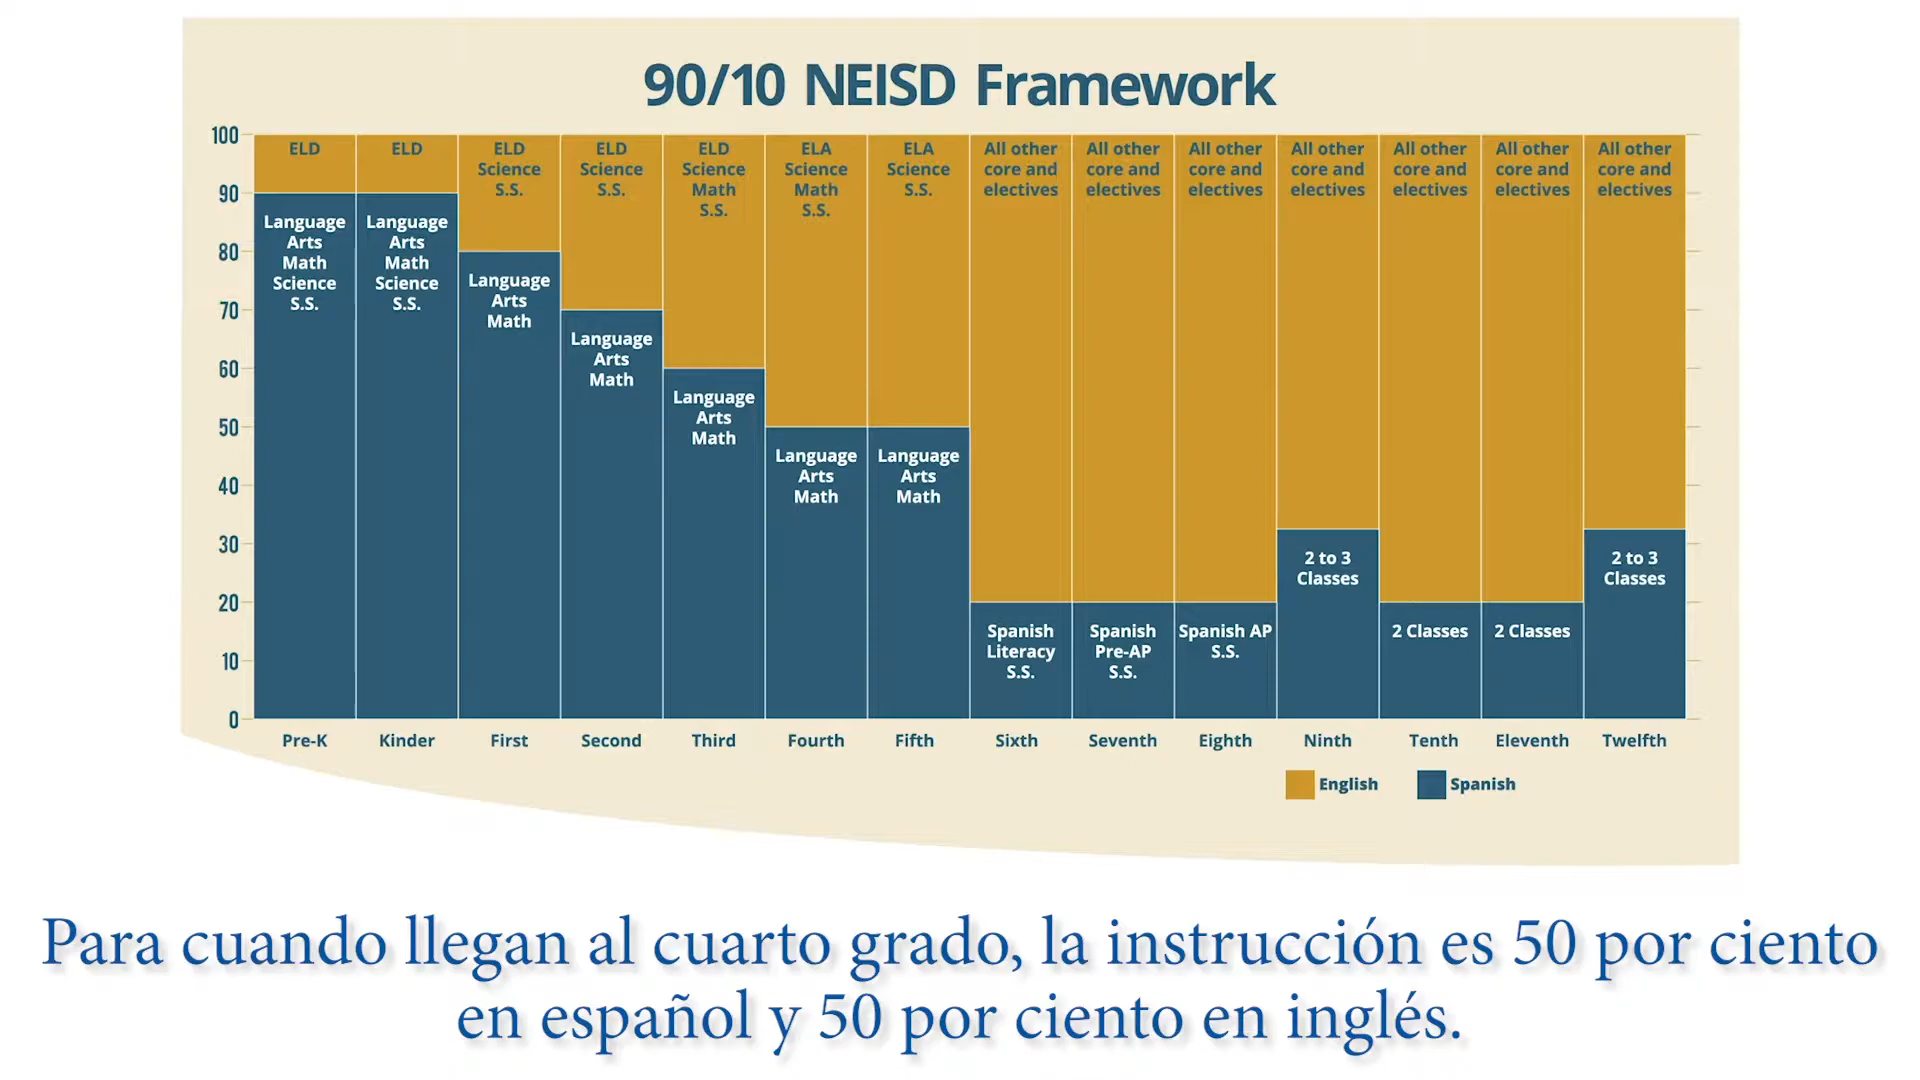 90/10 NEISD Framework
100
90
80
70
60
50
40
30
20
10
0
ELD
Language
Arts
Math
Science
S.S.
Pre-K
ELD
Language
Arts
Math
Science
S.S.
Kinder
ELD
Science
S.S.
Language
Arts
Math
First
ELD
Science
S.S.
Language
Arts
Math
Second
ELD
Science
Math
S.S.
Language
Arts
Math
Third
ELA
Science
Math
S.S.
Language
Arts
Math
Fourth
ELA
Science
S.S.
Language
Arts
Math
Fifth
All other
core and
electives
Spanish
Literacy
S.S.
Sixth
All other
core and
electives
Spanish
Pre-AP
S.S.
Seventh
All other
core and
electives
Spanish AP
S.S.
Eighth
All other
core and
electives
2 to 3
Classes
Ninth
All other
core and
electives
2 Classes
Tenth
All other
core and
electives
2 Classes
Eleventh
All other
core and
electives
2 to 3
Classes
Twelfth
English
Spanish
Para cuando llegan al cuarto grado, la instrucción es 50 por ciento
en español y 50 por ciento en inglés.